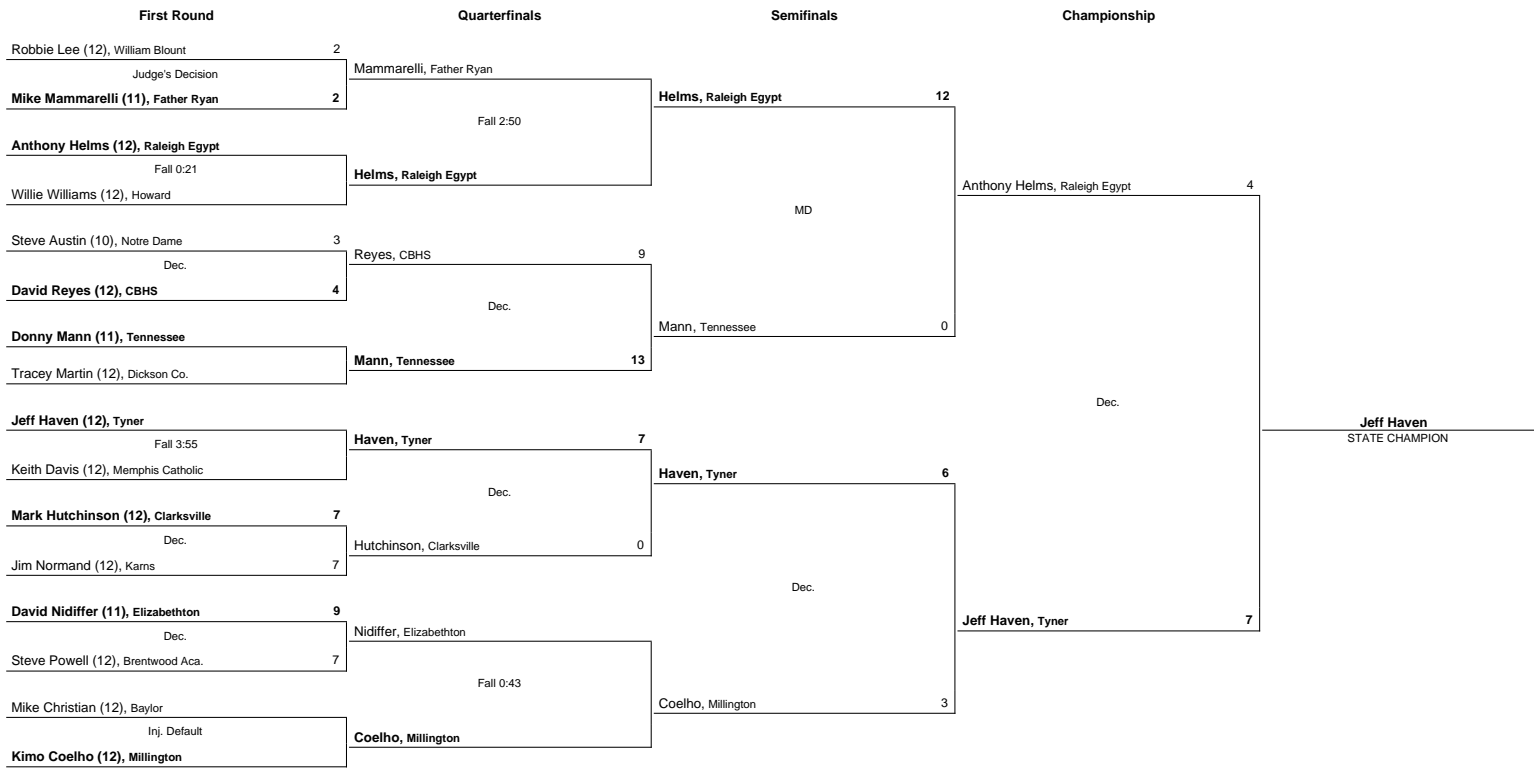 First Round Quarterfinals Semifinals Championship
Robbie Lee (12), William Blount 2
Judge's Decision
Mike Mammarelli (11), Father Ryan 2
Anthony Helms (12), Raleigh Egypt
Fall 0:21
Willie Williams (12), Howard
Steve Austin (10), Notre Dame 3
Dec.
David Reyes (12), CBHS 4
Donny Mann (11), Tennessee
Tracey Martin (12), Dickson Co.
Jeff Haven (12), Tyner
Fall 3:55
Keith Davis (12), Memphis Catholic
Mark Hutchinson (12), Clarksville 7
Dec.
Jim Normand (12), Karns 7
David Nidiffer (11), Elizabethton 9
Dec.
Steve Powell (12), Brentwood Aca. 7
Mike Christian (12), Baylor
Inj. Default
Kimo Coelho (12), Millington
Mammarelli, Father Ryan
Fall 2:50
Helms, Raleigh Egypt
Reyes, CBHS 9
Dec.
Mann, Tennessee 13
Haven, Tyner 7
Dec.
Hutchinson, Clarksville 0
Nidiffer, Elizabethton
Fall 0:43
Coelho, Millington
Helms, Raleigh Egypt 12
MD
Mann, Tennessee 0
Haven, Tyner 6
Dec.
Coelho, Millington 3
Anthony Helms, Raleigh Egypt 4
Dec.
Jeff Haven, Tyner 7
Jeff Haven
STATE CHAMPION